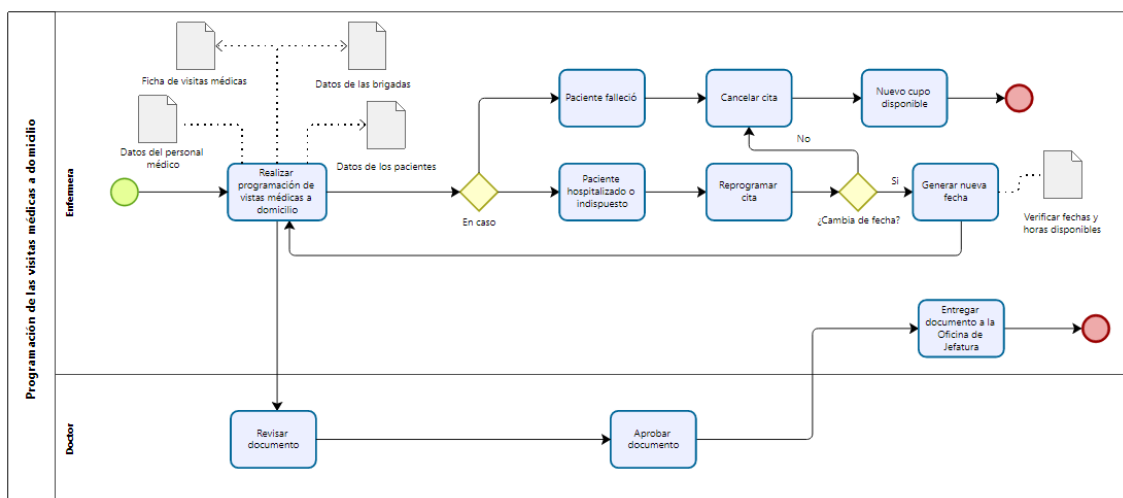 Programación de las visitas médicas a domicilio
Enfermera
Ficha de visitas médicas
Datos de las brigadas
Datos del personal
médico
Datos de los pacientes
Realizar
programación de
vistas médicas a
domicilio
En caso
Paciente falleció
Cancelar cita
Nuevo cupo
disponible
Paciente
hospitalizado o
indispuesto
Reprogramar
cita
No
¿Cambia de fecha?
Si
Generar nueva
fecha
Verificar fechas y
horas disponibles
Entregar
documento a la
Oficina de
Jefatura
Doctor
Revisar
documento
Aprobar
documento